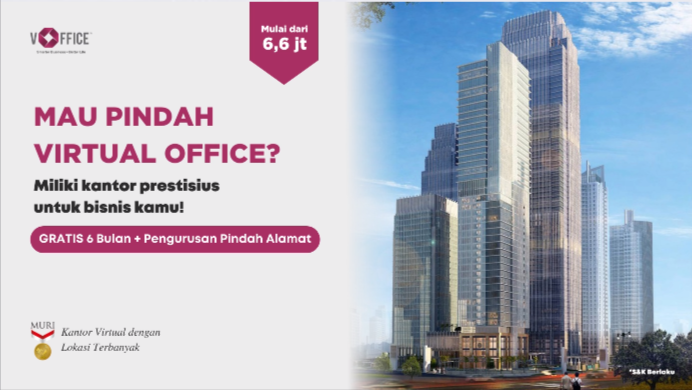 VOFFICE
Mulai dari
6,6 jt
MAU PINDAH
VIRTUAL OFFICE?
Miliki kantor prestisius
untuk bisnis kamu!
GRATIS 6 Bulan + Pengurusan Pindah Alamat
MURI
Kantor Virtual dengan
Lokasi Terbanyak
*S&K Berlaku